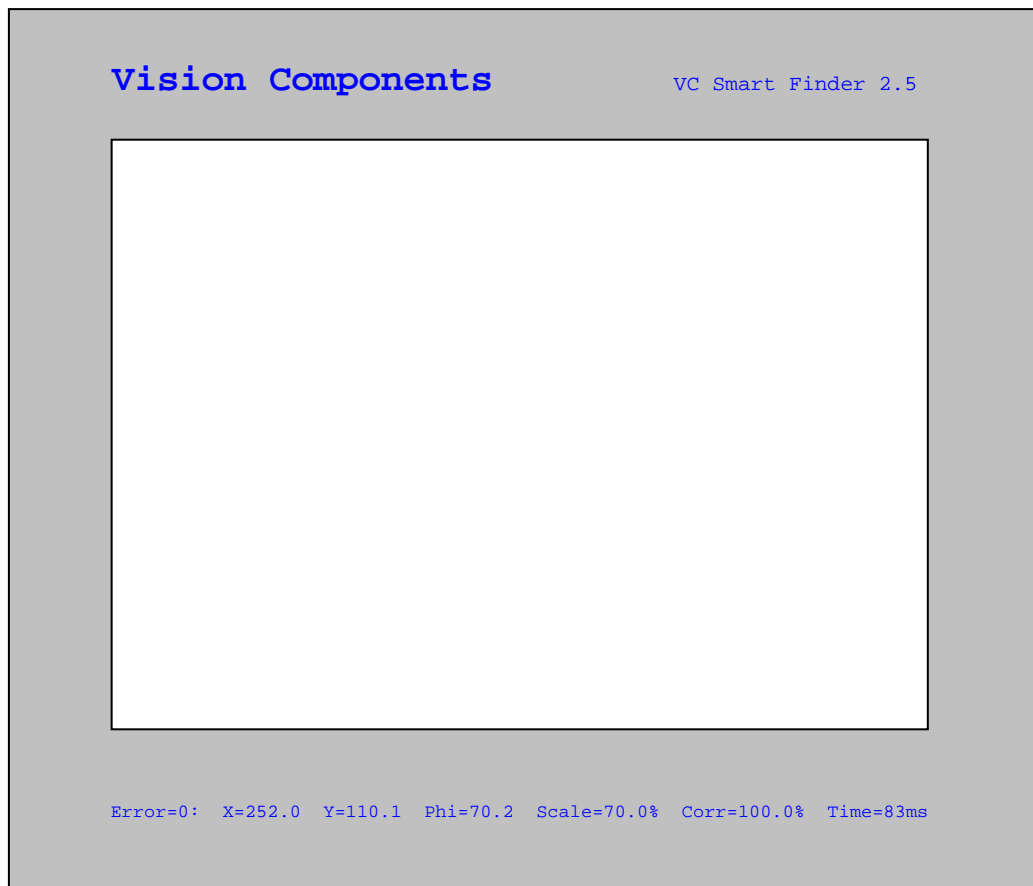 Vision Components VC Smart Finder 2.5
Error=0: X=252.0 Y=110.1 Phi=70.2 Scale=70.0% Corr=100.0% Time=83ms